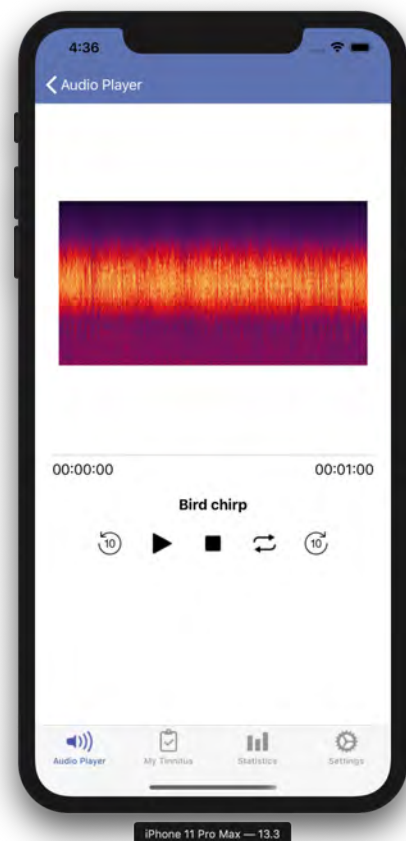 4:36
Audio Player
00:00:00 00:01:00
Bird chirp
10 10
Audio Player My Tinnitus Statistics Settings
iPhone 11 Pro Max — 13.3